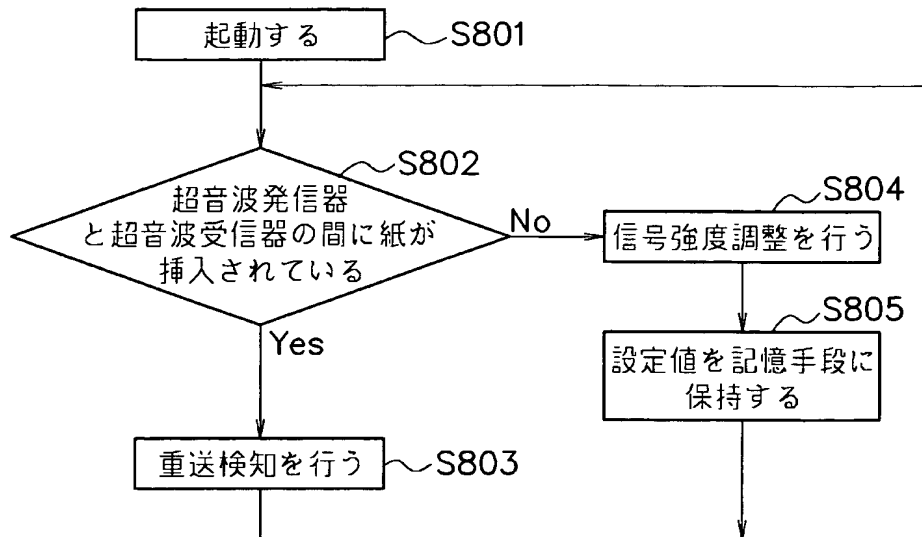 起動する
S801
S802
超音波発信器
と超音波受信器の間に紙が
挿入されている
No
S804
信号強度調整を行う
S805
設定値を記憶手段に
保持する
Yes
重送検知を行う
S803